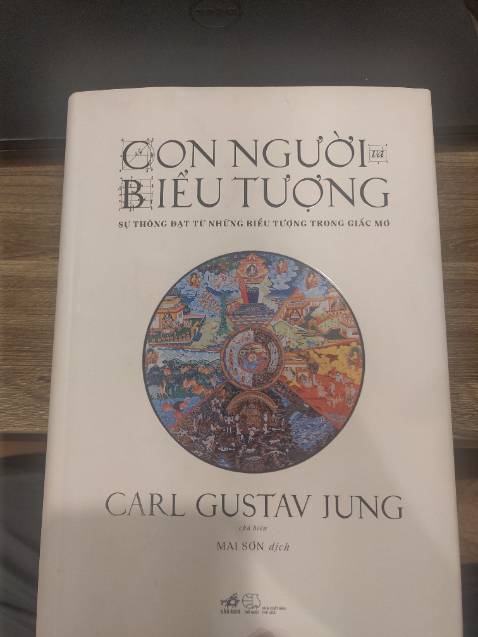 CON NGƯỜI và
BIỂU TƯỢNG
SỰ THÔNG ĐẠT TỪ NHỮNG BIỂU TƯỢNG TRONG GIẤC MƠ
CARL GUSTAV JUNG
chủ biên
MAI SƠN dịch